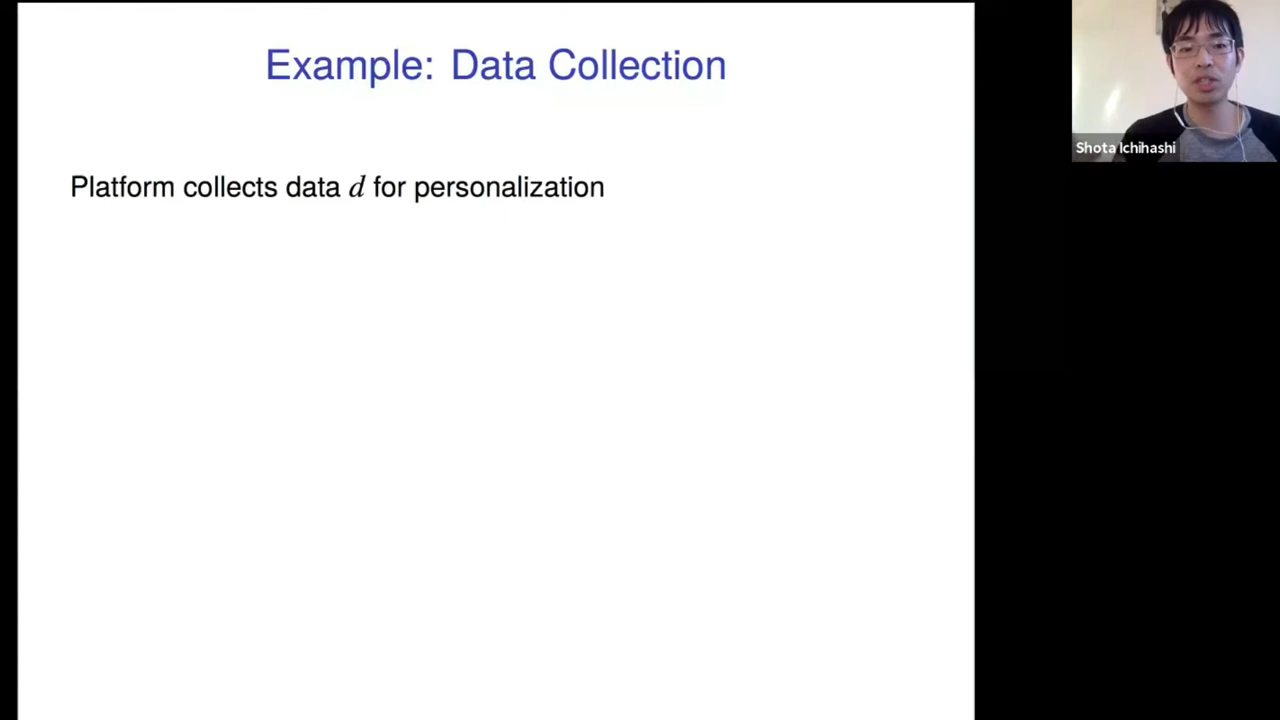 Example: Data Collection
Shota Ichihashi
Platform collects data d for personalization